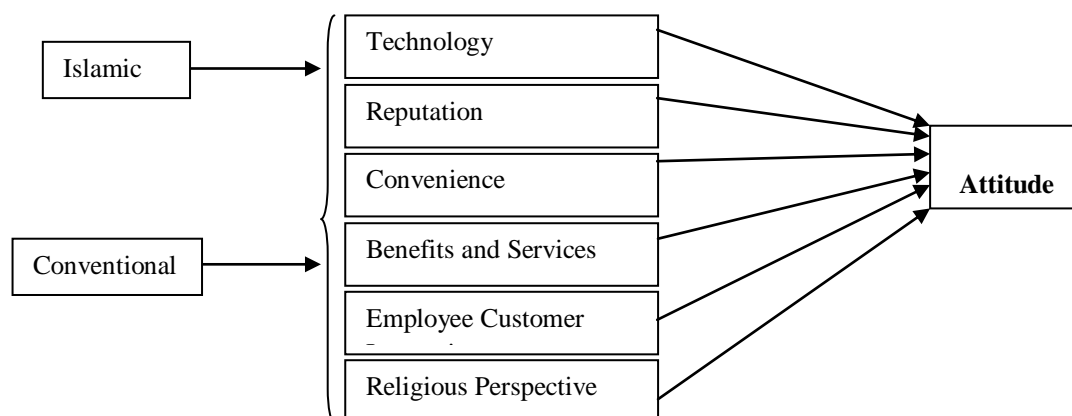 Islamic
Conventional
Technology
Reputation
Convenience
Benefits and Services
Employee Customer
Religious Perspective
Attitude